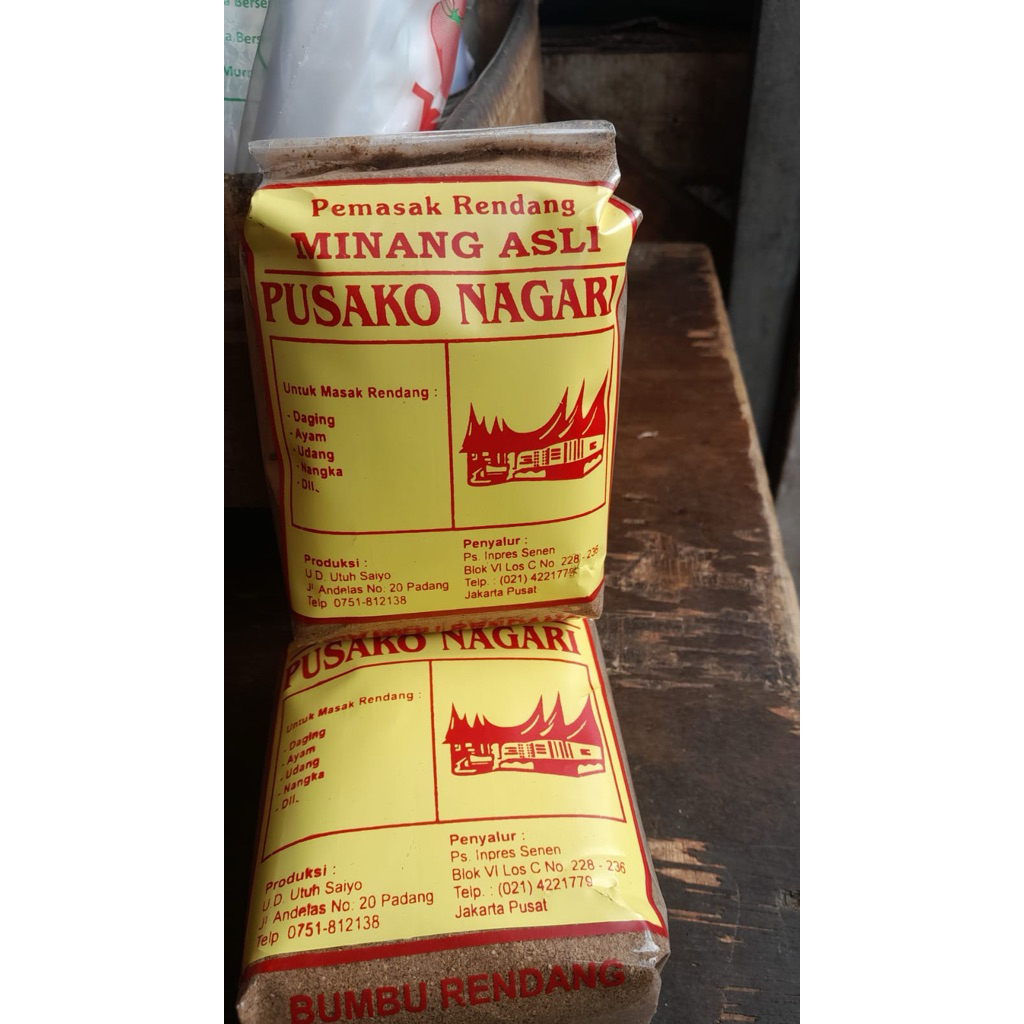 Berse
a.Bers
Mura
Pemasak Rendang
MINANG ASLI
PUSAKO NAGARI
Untuk Masak Rendang :
- Daging
- Ayam
- Udang
- Nangka
- Dll.
Produksi :
U.D. Utuh Saiyo
Jl. Andelas No. 20 Padang
Telp 0751-812138
Penyalur :
Ps. Inpres Senen
Blok VI Los C No. 228 - 236
Telp. : (021) 4221779
Jakarta Pusat
PUSAKO NAGARI
Untuk Masak Rendang :
- Daging
- Ayam
- Udang
- Nangka
- Dll.
Produksi :
U.D. Utuh Saiyo
Jl. Andelas No. 20 Padang
Telp 0751-812138
Penyalur :
Ps. Inpres Senen
Blok VI Los C No. 228 - 236
Telp. : (021) 4221779
Jakarta Pusat
BUMBU RENDANG